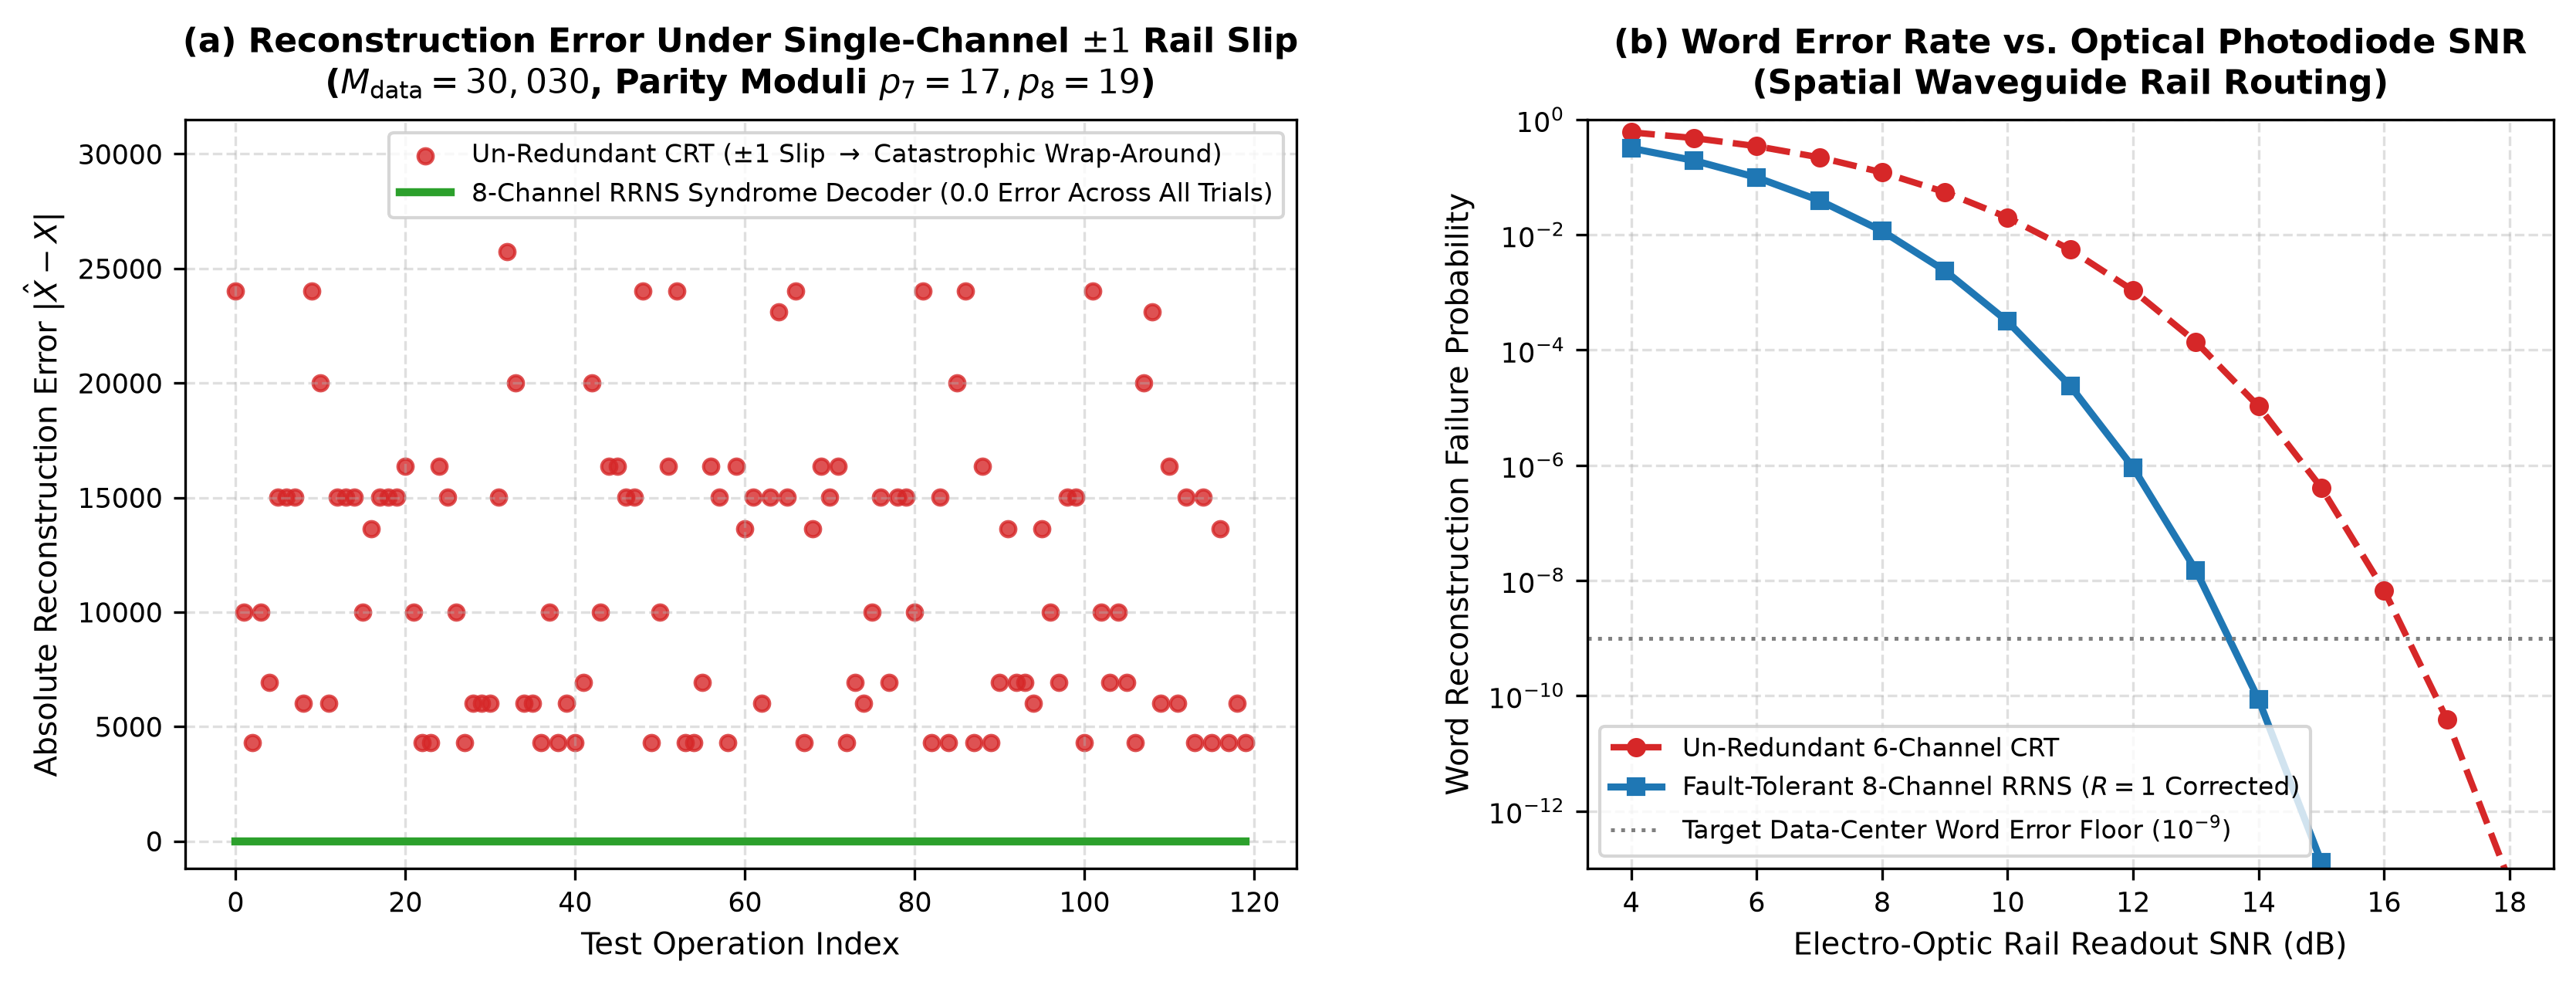 (a) Reconstruction Error Under Single-Channel ±1 Rail Slip
(M_data = 30,030, Parity Moduli p₇ = 17, p₈ = 19)
Absolute Reconstruction Error |X̂ − X|
30000
25000
20000
15000
10000
5000
0
Un-Redundant CRT (±1 Slip → Catastrophic Wrap-Around)
8-Channel RRNS Syndrome Decoder (0.0 Error Across All Trials)
0 20 40 60 80 100 120
Test Operation Index
(b) Word Error Rate vs. Optical Photodiode SNR
(Spatial Waveguide Rail Routing)
Word Reconstruction Failure Probability
10⁰
10⁻²
10⁻⁴
10⁻⁶
10⁻⁸
10⁻¹⁰
10⁻¹²
Un-Redundant 6-Channel CRT
Fault-Tolerant 8-Channel RRNS (R = 1 Corrected)
Target Data-Center Word Error Floor (10⁻⁹)
4 6 8 10 12 14 16 18
Electro-Optic Rail Readout SNR (dB)